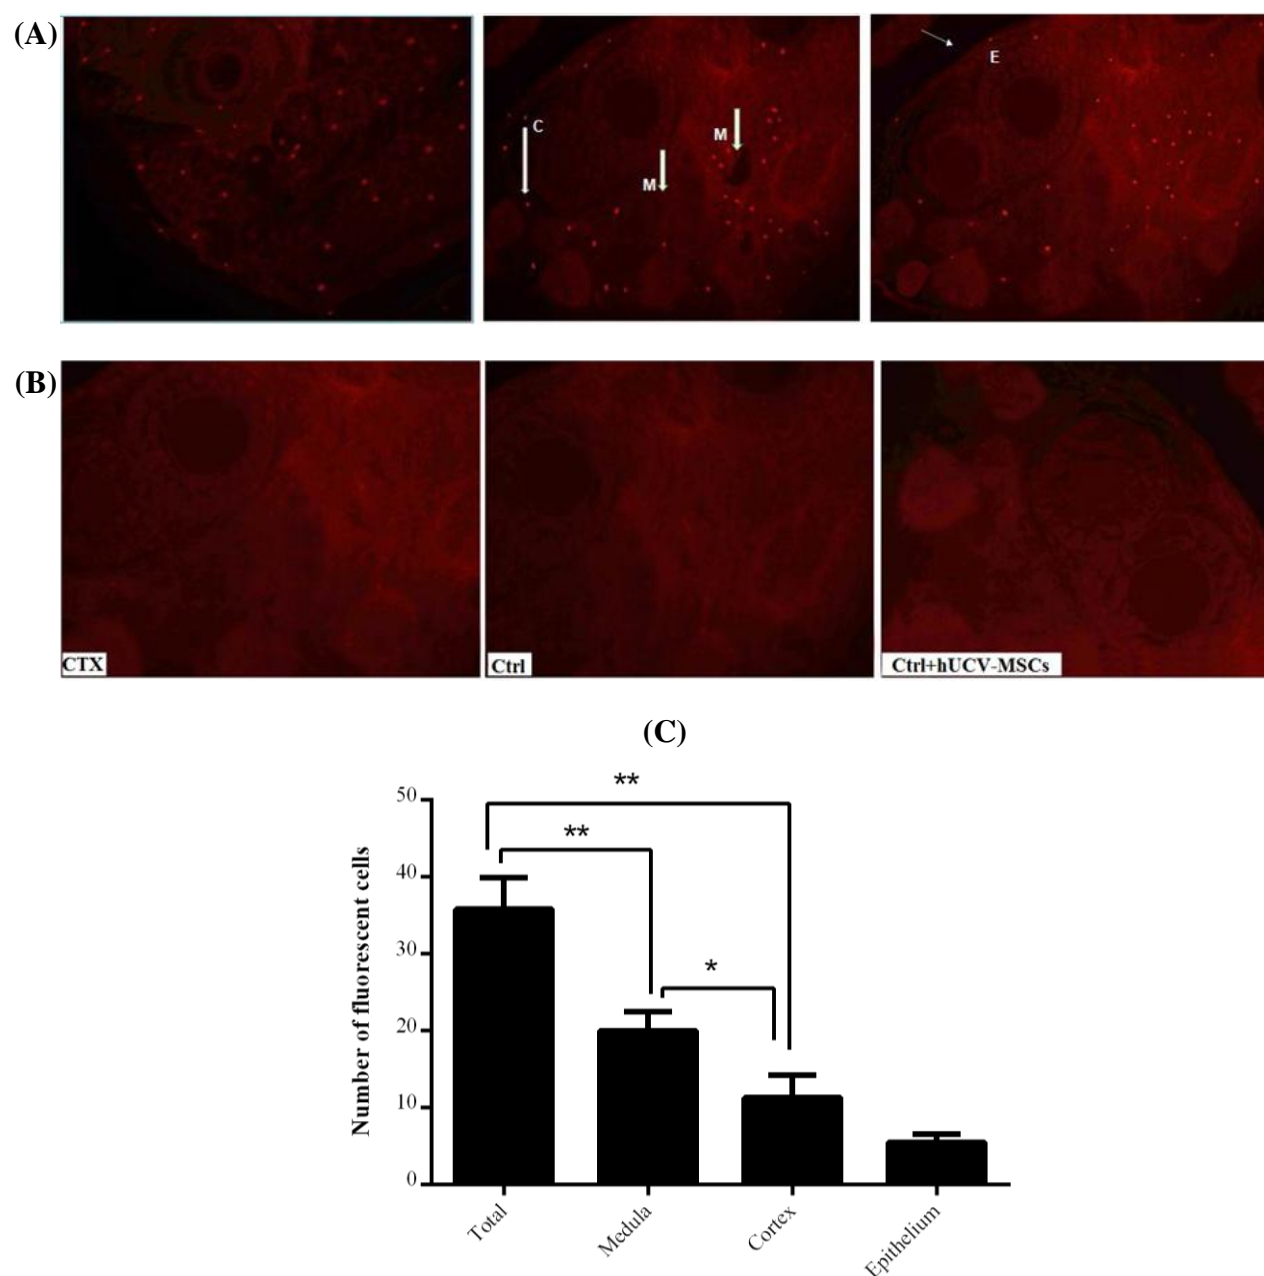 (A)
C
M
M
E
(B)
CTX
Ctrl
Ctrl+hUCV-MSCs
(C)
**
**
*
Number of fluorescent cells
50
40
30
20
10
0
Total
Medula
Cortex
Epithelium